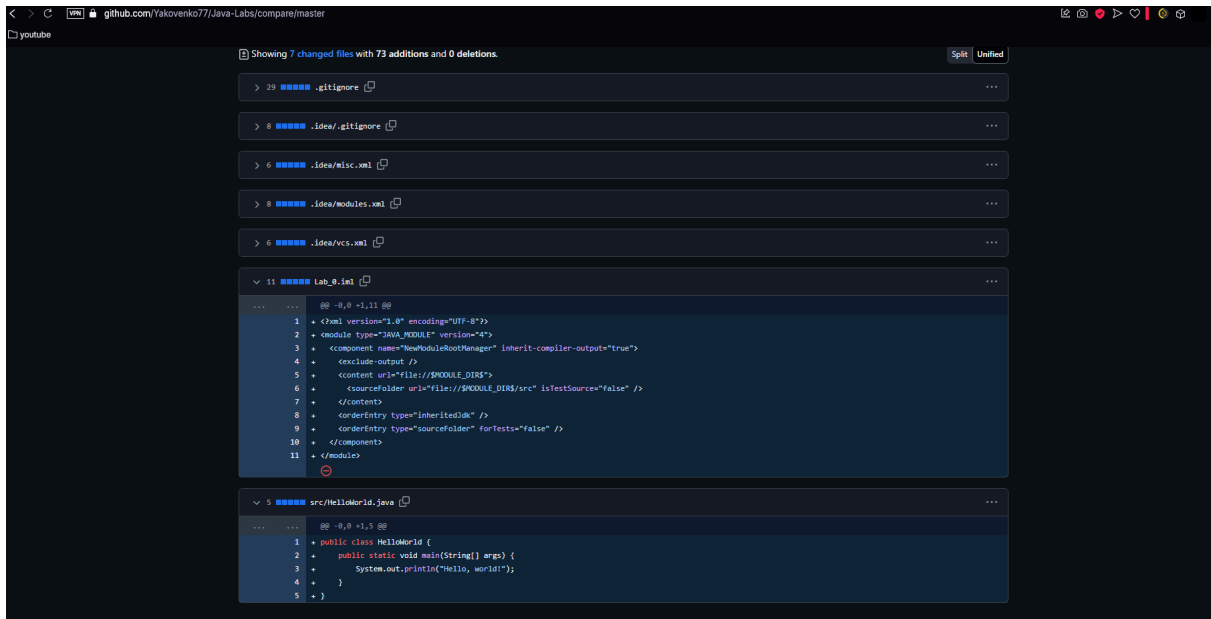 VPN github.com/Yakovenko77/Java-Labs/compare/master
youtube
Showing 7 changed files with 73 additions and 0 deletions.
Split Unified
29 .gitignore
8 .idea/.gitignore
6 .idea/misc.xml
8 .idea/modules.xml
6 .idea/vcs.xml
11 Lab_0.iml
... ... @@ -0,0 +1,11 @@
1 + <?xml version="1.0" encoding="UTF-8"?>
2 + <module type="JAVA_MODULE" version="4">
3 +   <component name="NewModuleRootManager" inherit-compiler-output="true">
4 +     <exclude-output />
5 +     <content url="file://$MODULE_DIR$">
6 +       <sourceFolder url="file://$MODULE_DIR$/src" isTestSource="false" />
7 +     </content>
8 +     <orderEntry type="inheritedJdk" />
9 +     <orderEntry type="sourceFolder" forTests="false" />
10 +   </component>
11 + </module>
5 src/HelloWorld.java
... ... @@ -0,0 +1,5 @@
1 + public class HelloWorld {
2 +     public static void main(String[] args) {
3 +         System.out.println("Hello, world!");
4 +     }
5 + }